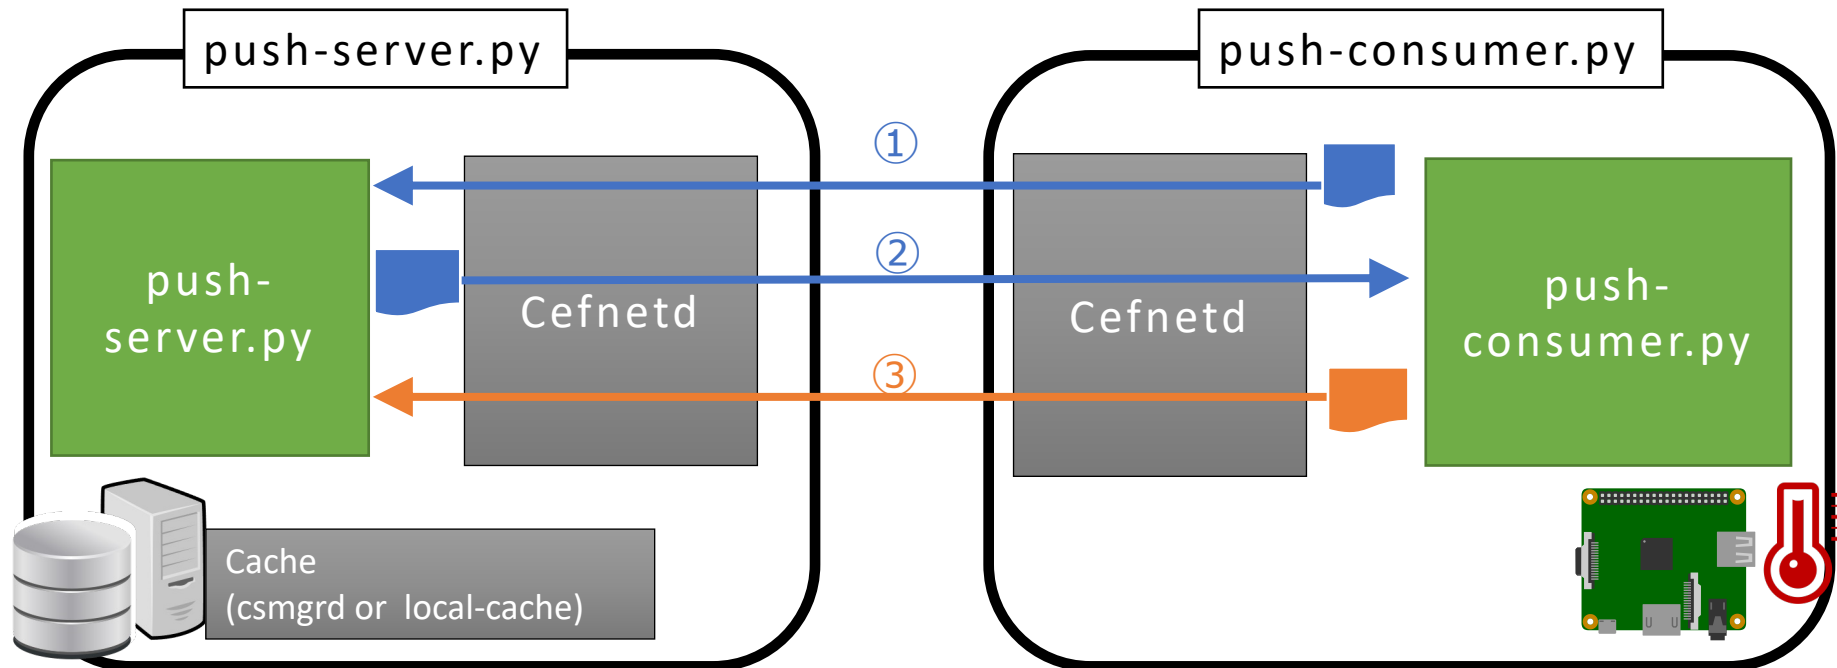 push-server.py
push-consumer.py
①
push-
server.py
Cefnetd
②
Cefnetd
push-
consumer.py
③
Cache
(csmgrd or local-cache)